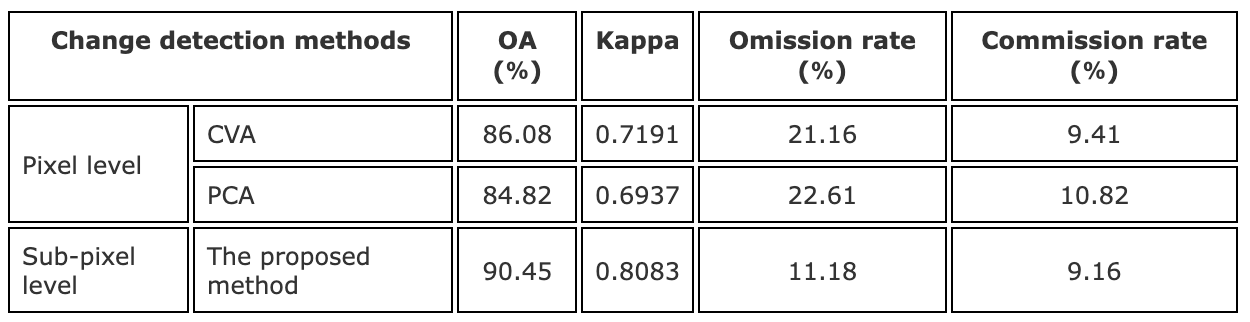 Change detection methods OA (%) Kappa Omission rate (%) Commission rate (%)
Pixel level CVA 86.08 0.7191 21.16 9.41
PCA 84.82 0.6937 22.61 10.82
Sub-pixel level The proposed method 90.45 0.8083 11.18 9.16